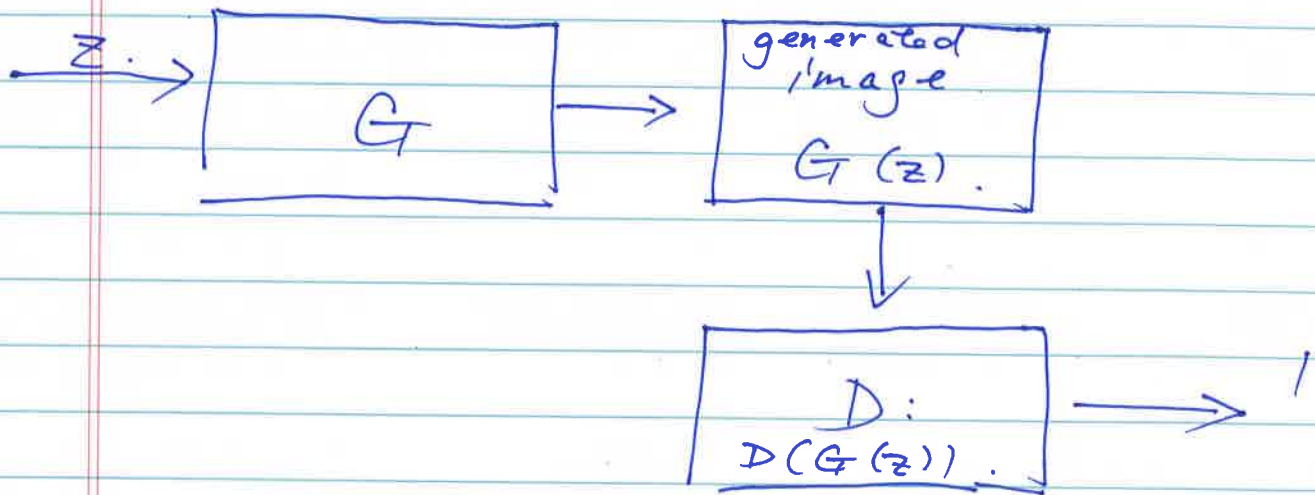 z.
G
generated
image
G(z).
D:
D(G(z)).
1